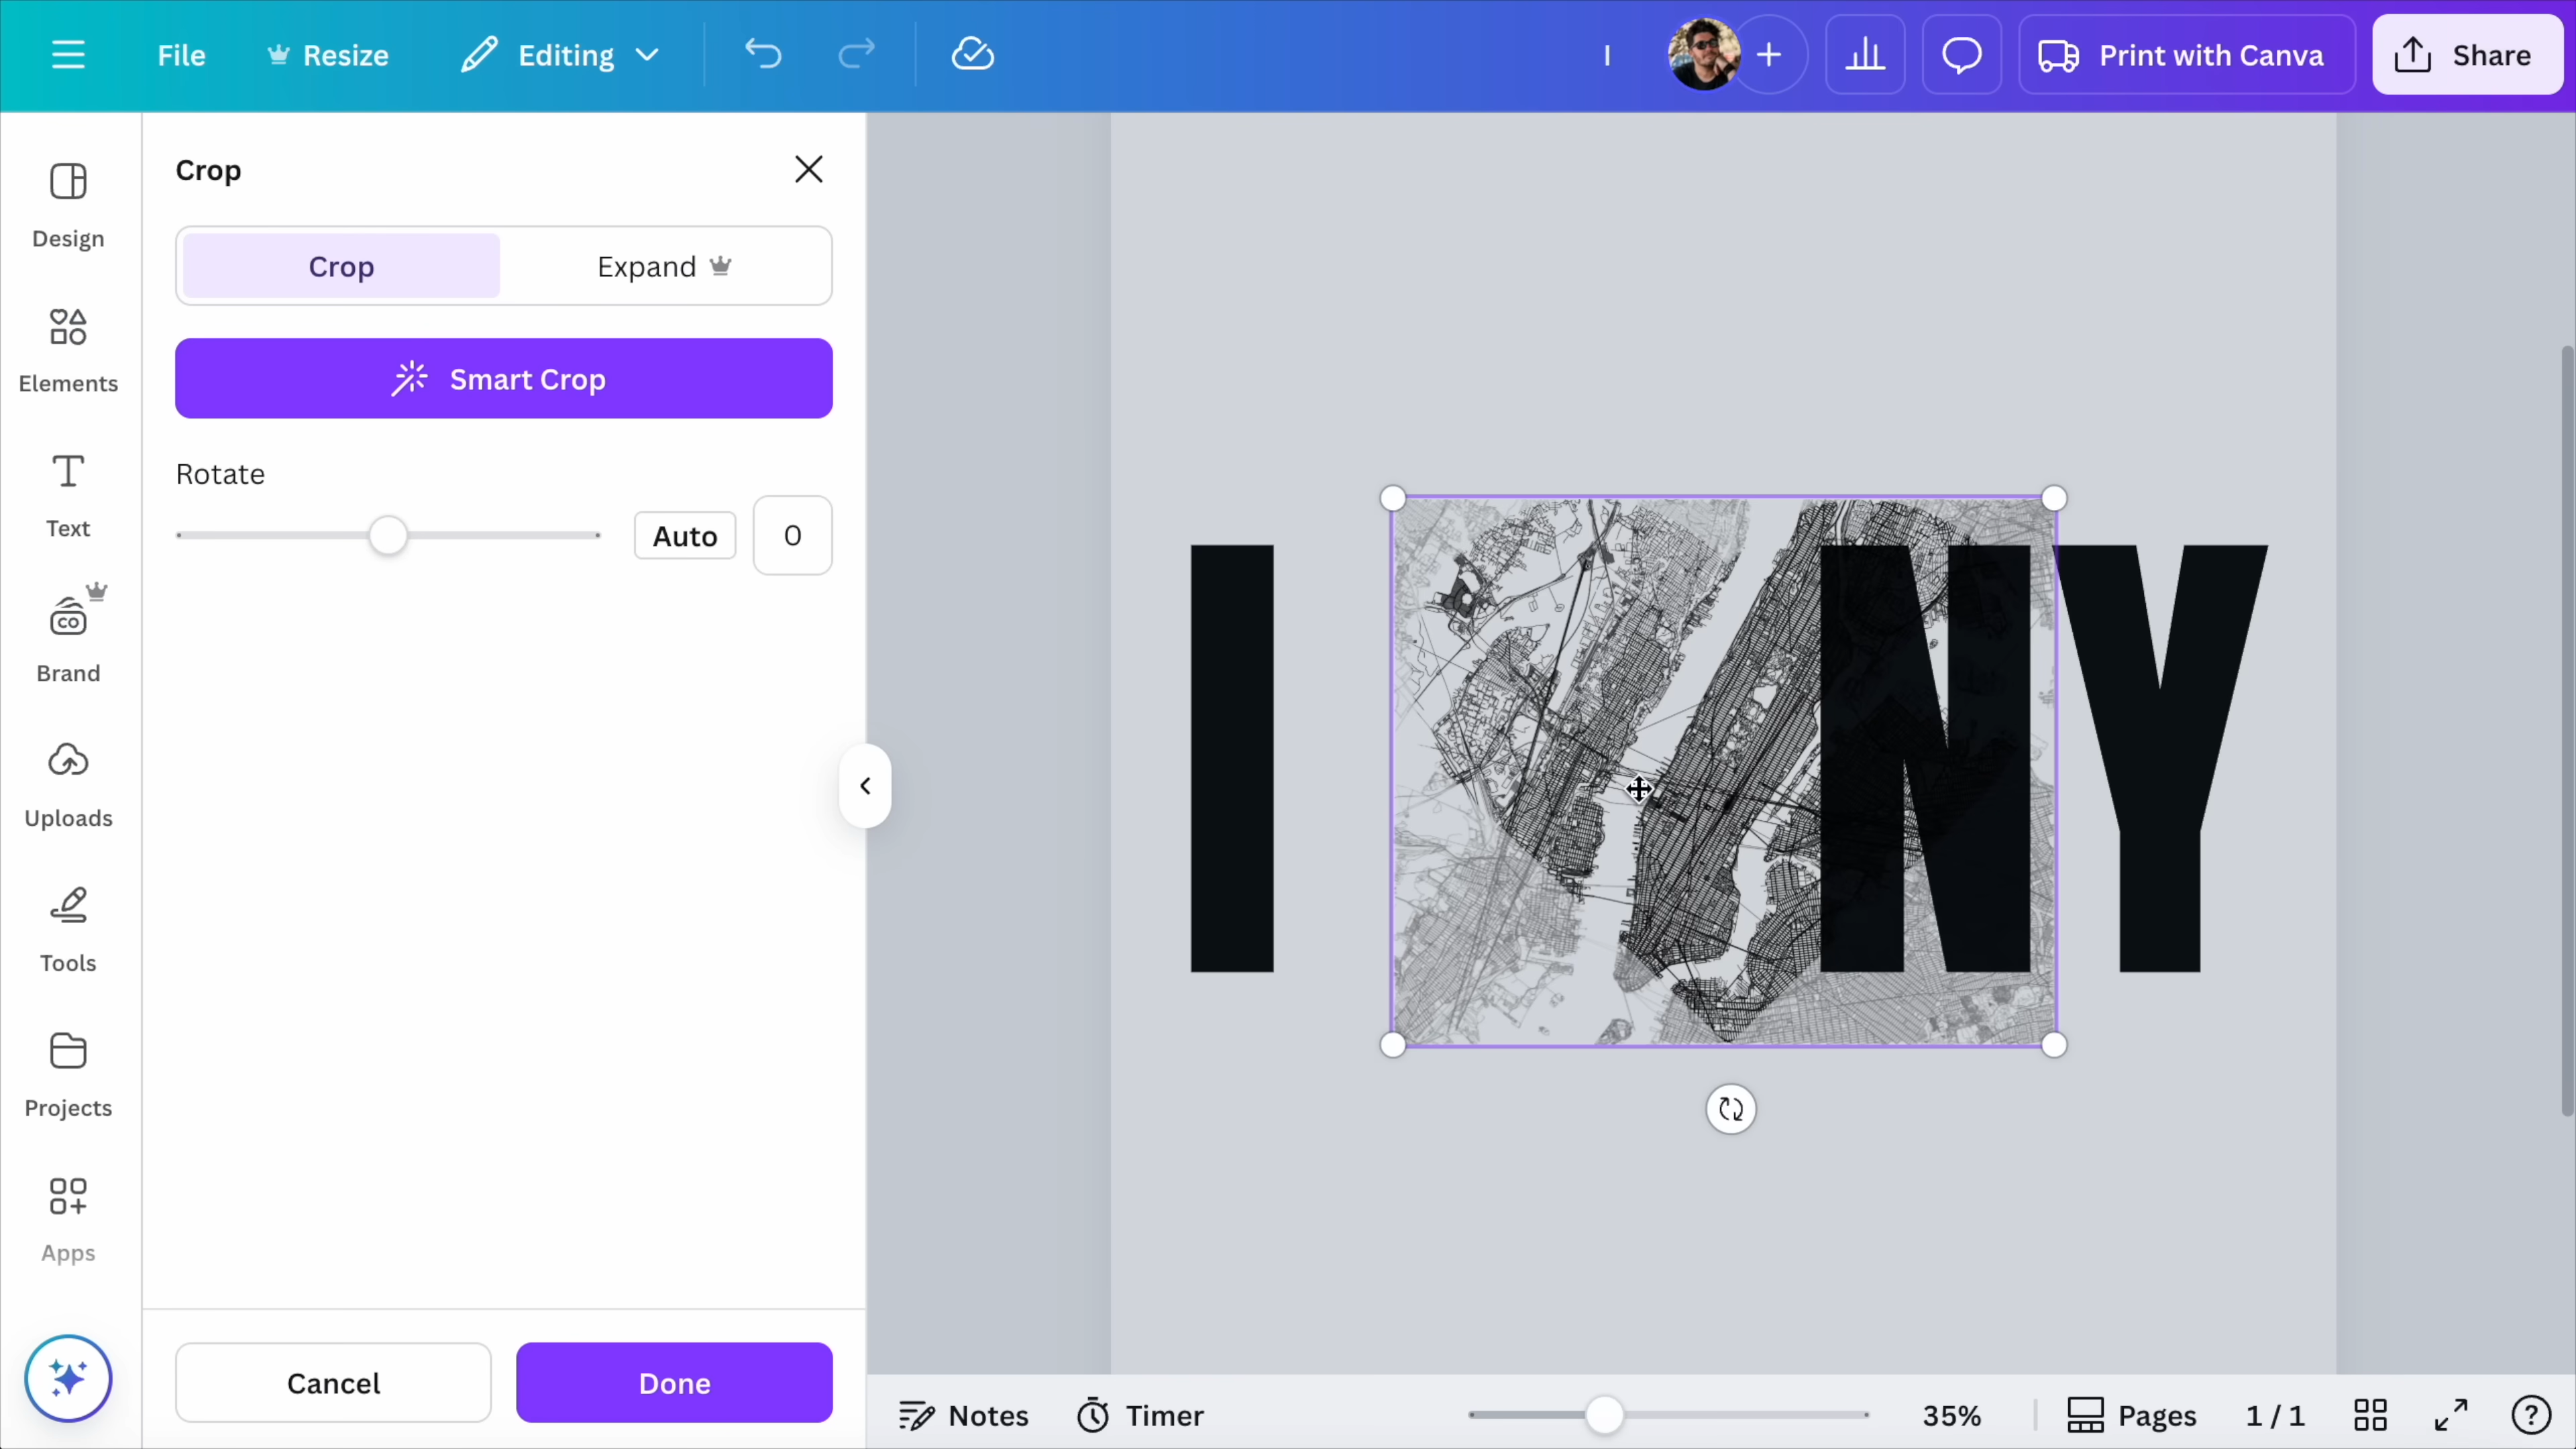 File Resize Editing I Print with Canva Share
Design
Elements
Text
CO
Brand
Uploads
Tools
Projects
Apps
Crop
Crop Expand
Smart Crop
Rotate
Auto 0
Cancel Done
I NY
Notes Timer 35% Pages 1 / 1 ?